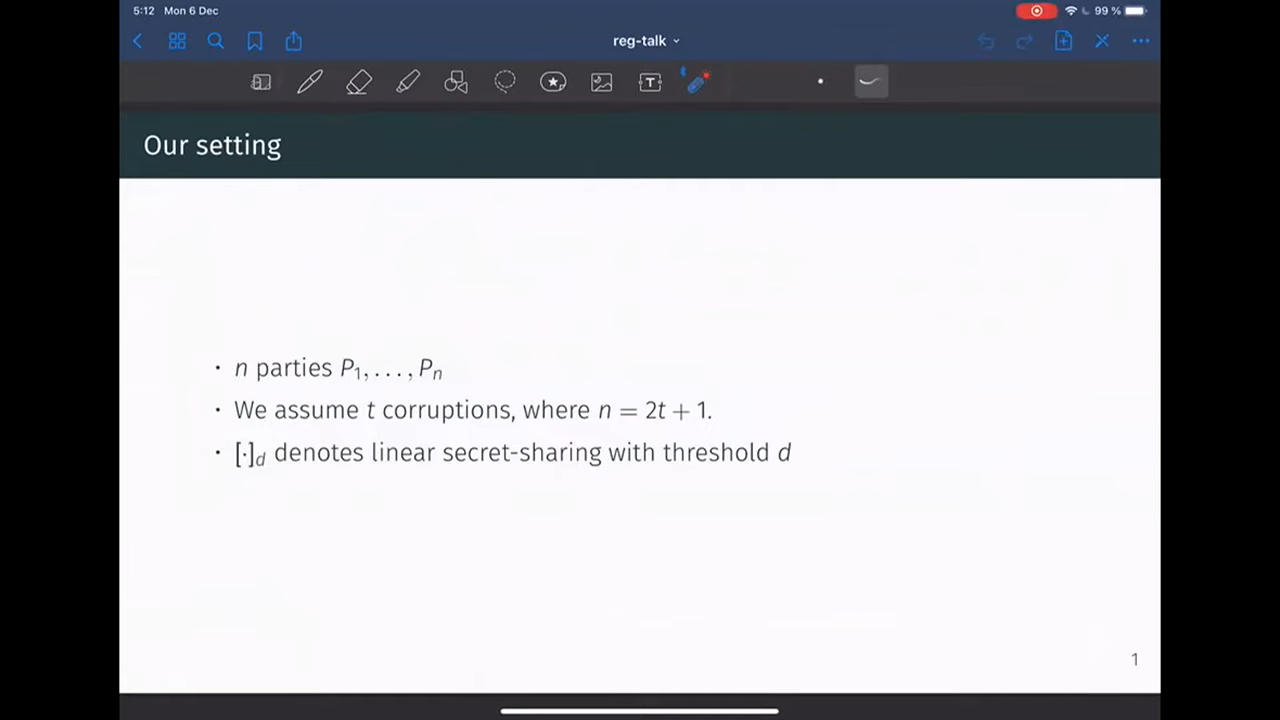 5:12 Mon 6 Dec 99 %
reg-talk
T
Our setting
· n parties P₁, . . . , Pₙ
· We assume t corruptions, where n = 2t + 1.
· [·]d denotes linear secret-sharing with threshold d
1